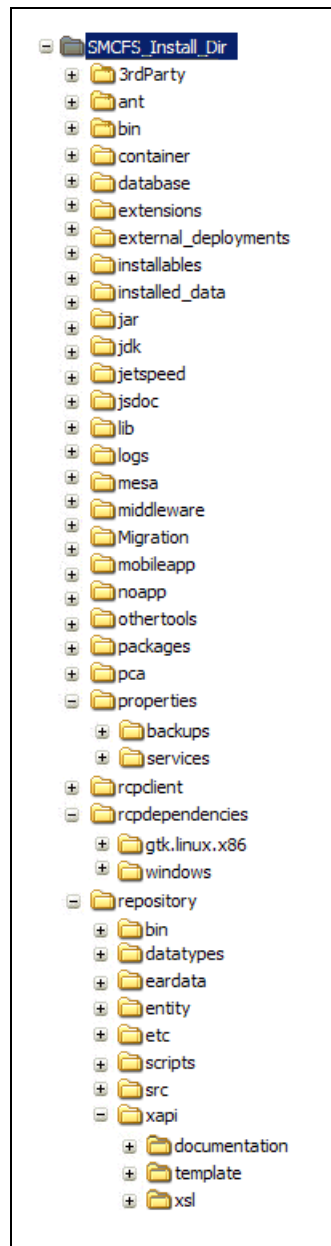 SMCFS_Install_Dir
3rdParty
ant
bin
container
database
extensions
external_deployments
installables
installed_data
jar
jdk
jetspeed
jsdoc
lib
logs
mesa
middleware
Migration
mobileapp
noapp
othertools
packages
pca
properties
backups
services
rcpclient
rcpdependencies
gtk.linux.x86
windows
repository
bin
datatypes
eardata
entity
etc
scripts
src
xapi
documentation
template
xsl